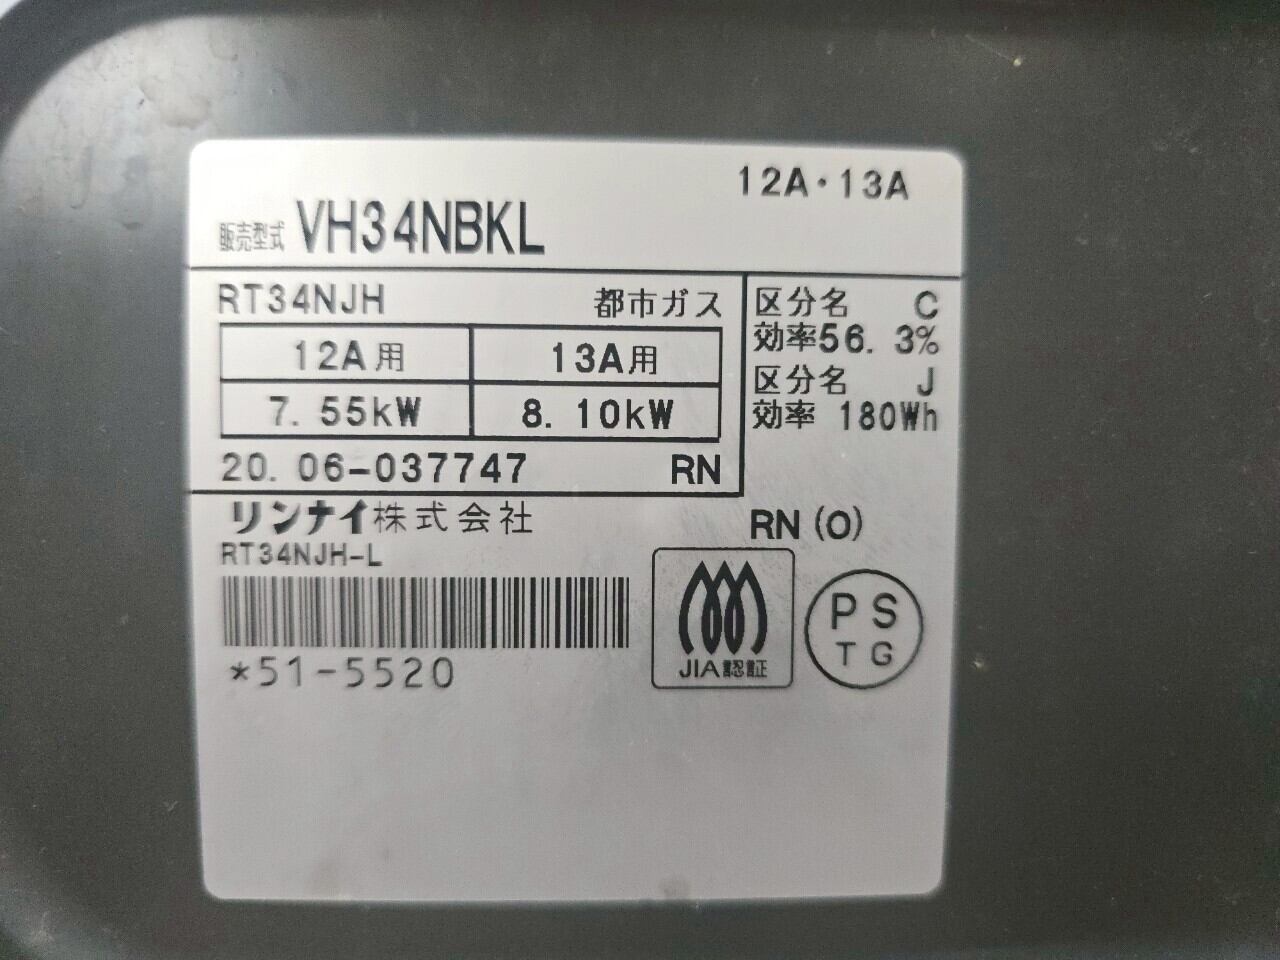 12A・13A
販売型式 VH34NBKL
RT34NJH 都市ガス
12A用 13A用
7.55kW 8.10kW
20.06-037747 RN
区分名 C
効率56.3%
区分名 J
効率 180Wh
リンナイ株式会社
RN(O)
RT34NJH-L
*51-5520
JIA認証
PS
TG